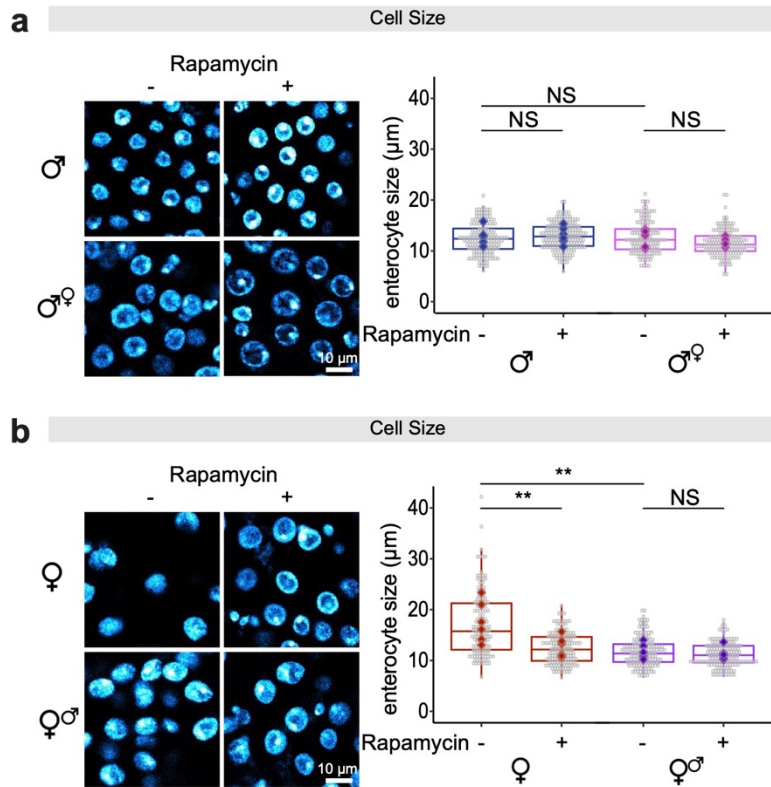 a
Cell Size
Rapamycin
- +
♂
♂♀
10 µm
enterocyte size (µm)
40
30
20
10
0
NS
NS NS
Rapamycin - + - +
♂ ♂♀
b
Cell Size
Rapamycin
- +
♀
♀♂
10 µm
enterocyte size (µm)
40
30
20
10
0
**
** NS
Rapamycin - + - +
♀ ♀♂